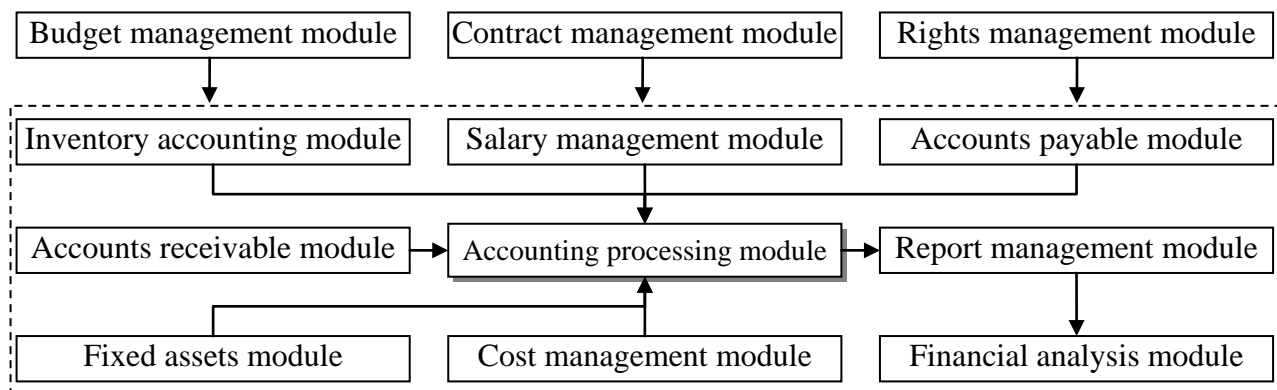 Budget management module
Contract management module
Rights management module
Inventory accounting module
Salary management module
Accounts payable module
Accounts receivable module
Accounting processing module
Report management module
Fixed assets module
Cost management module
Financial analysis module